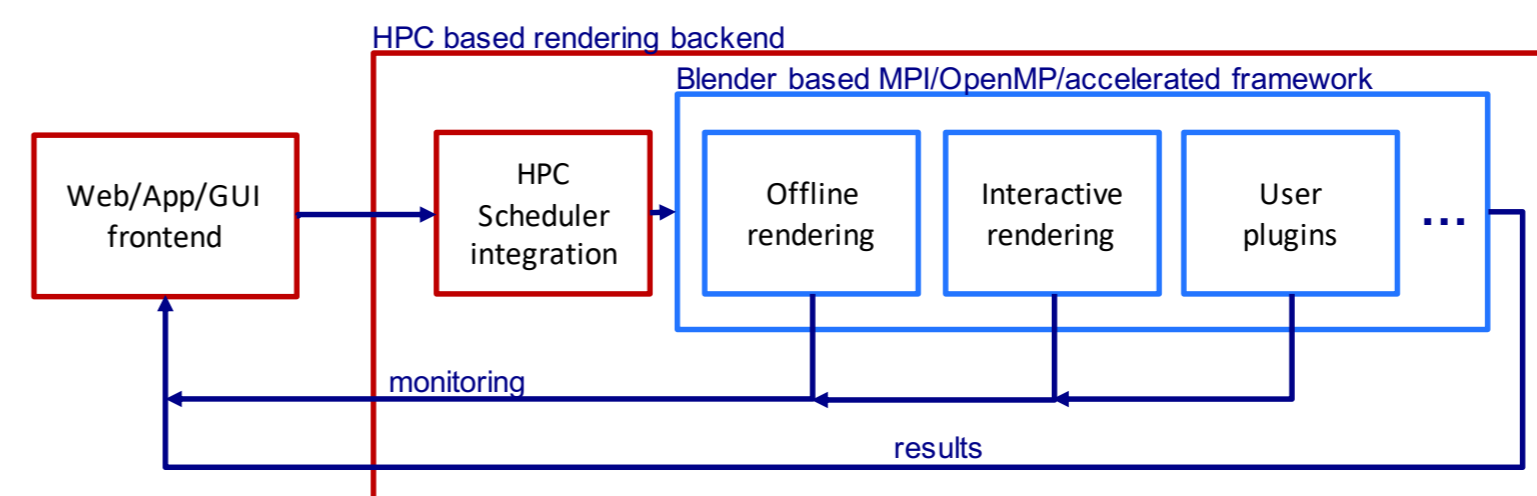 HPC based rendering backend
Blender based MPI/OpenMP/accelerated framework
Web/App/GUI
frontend
HPC
Scheduler
integration
Offline
rendering
Interactive
rendering
User
plugins
...
monitoring
results